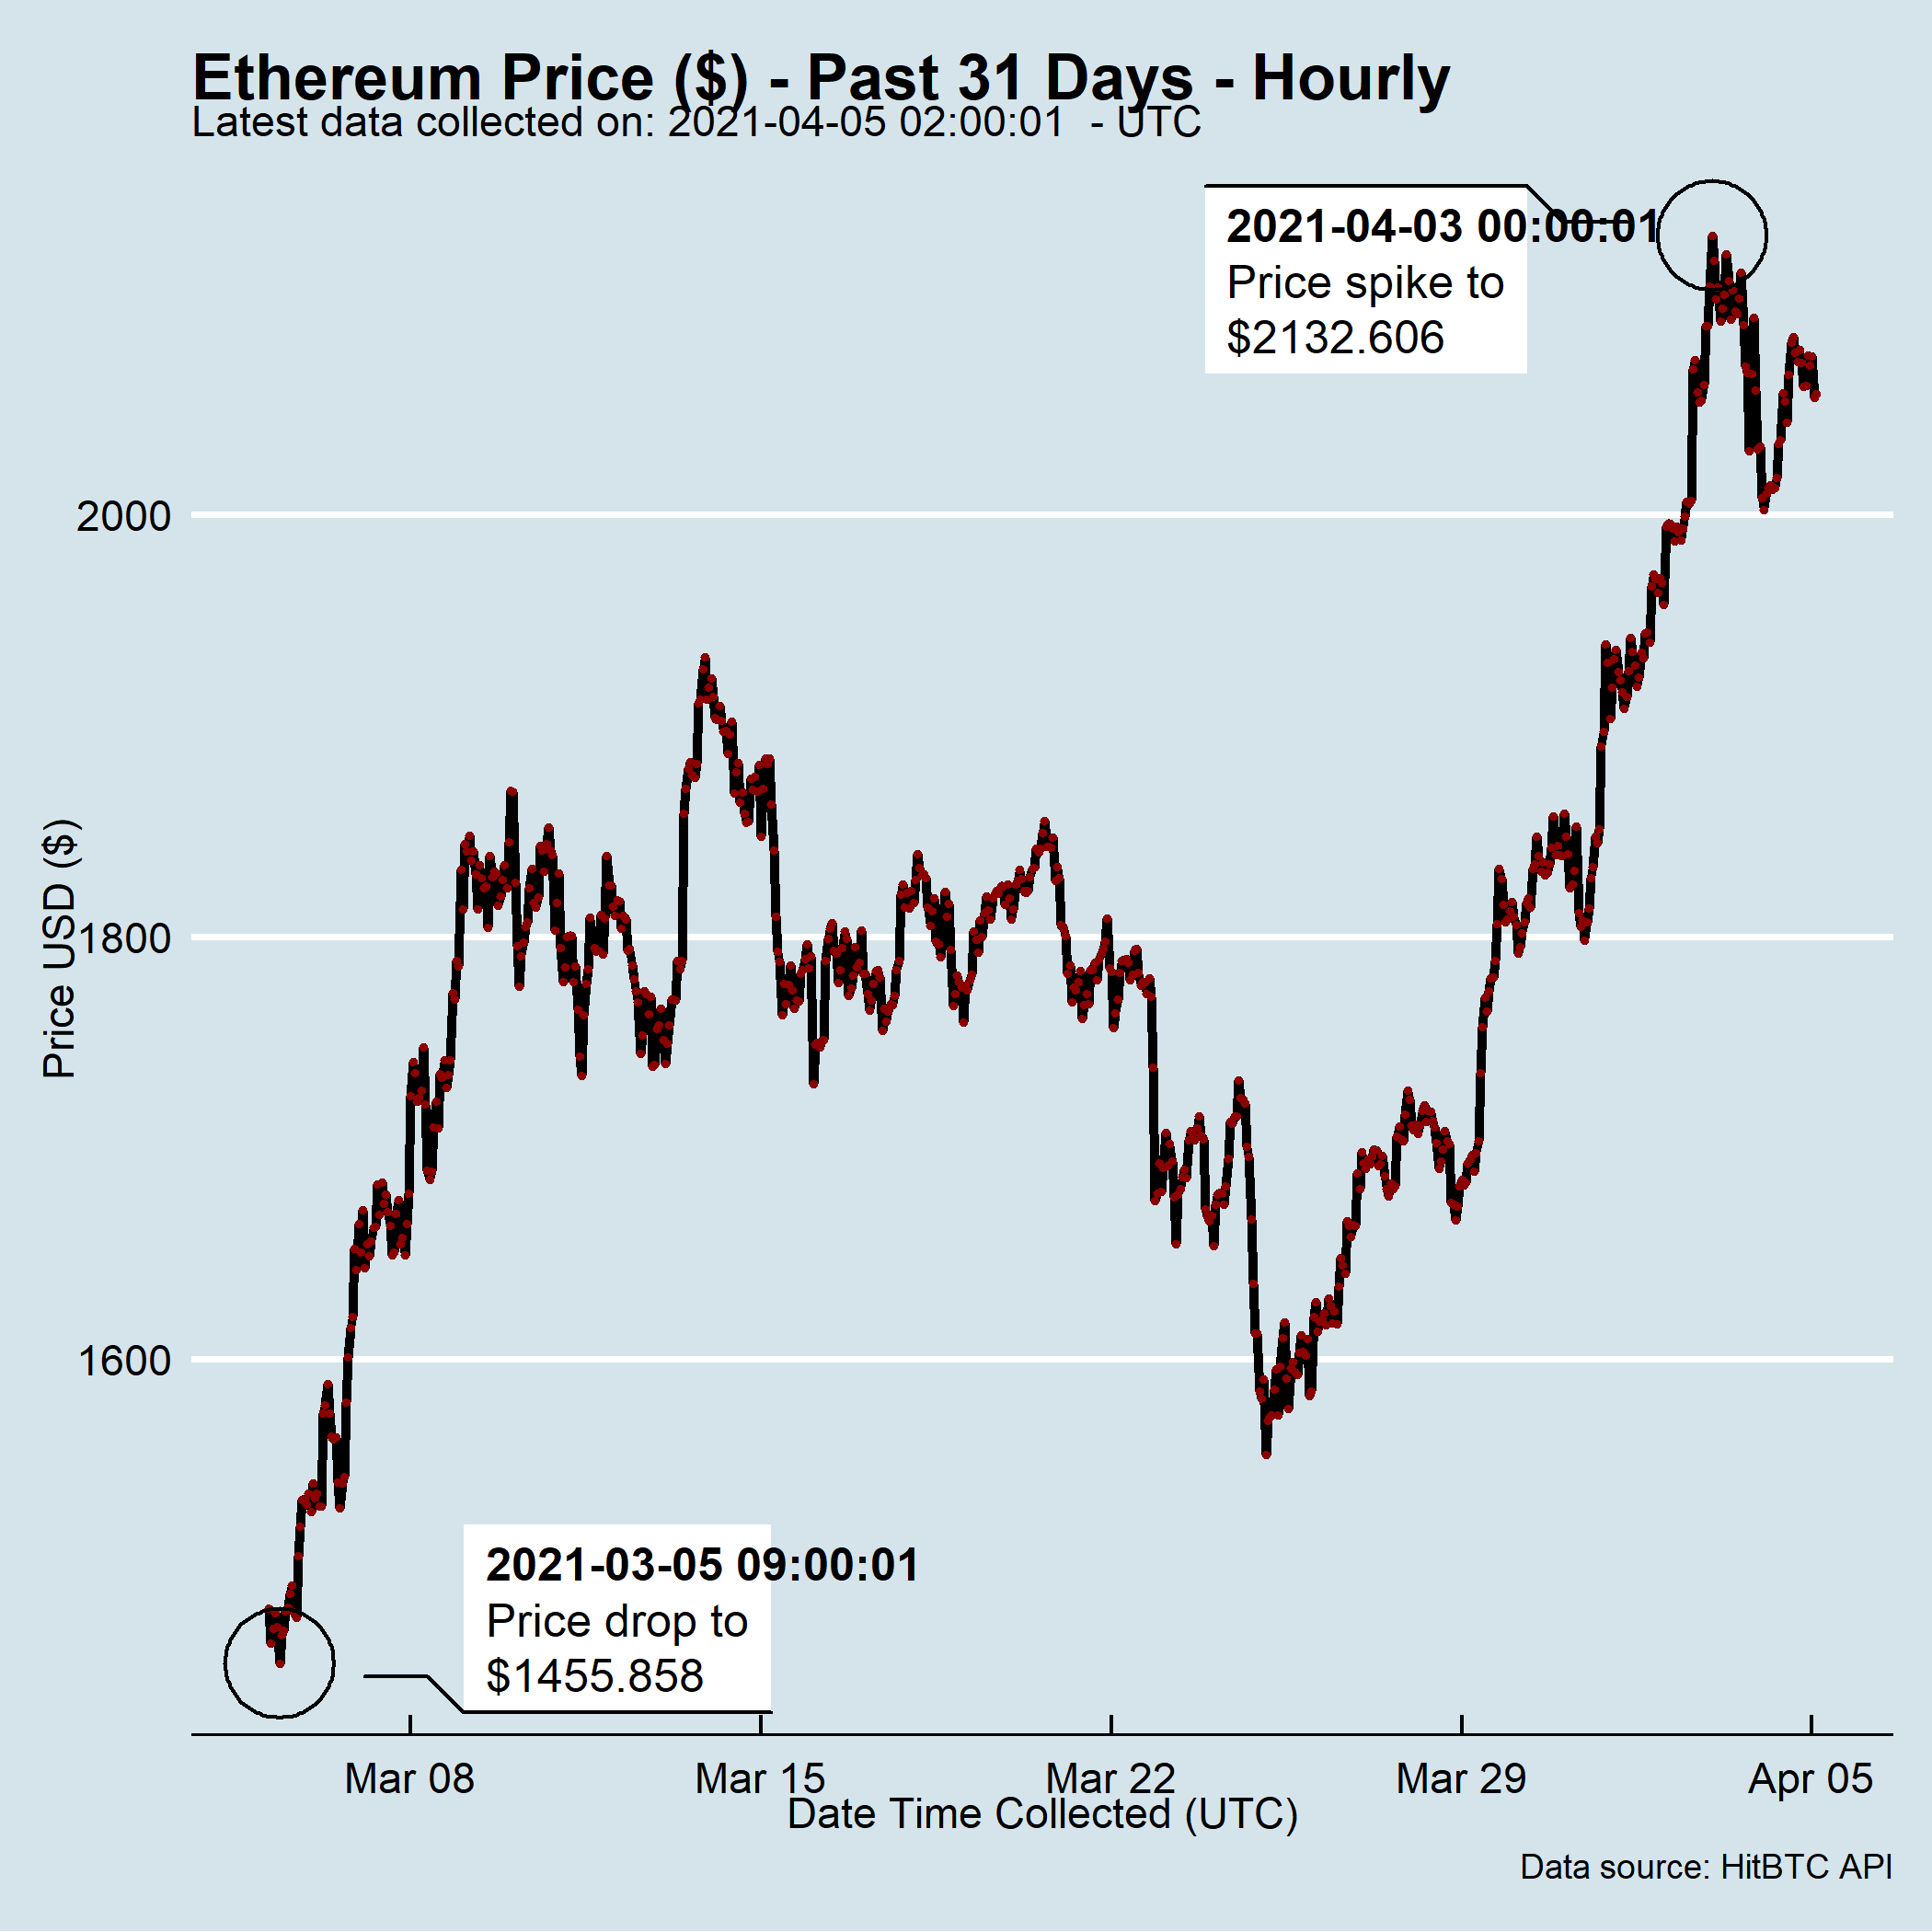 Ethereum Price ($) - Past 31 Days - Hourly
Latest data collected on: 2021-04-05 02:00:01  - UTC
2021-04-03 00:00:01
Price spike to
$2132.606
2000
1800
1600
Price USD ($)
2021-03-05 09:00:01
Price drop to
$1455.858
Mar 08
Mar 15
Mar 22
Mar 29
Apr 05
Date Time Collected (UTC)
Data source: HitBTC API